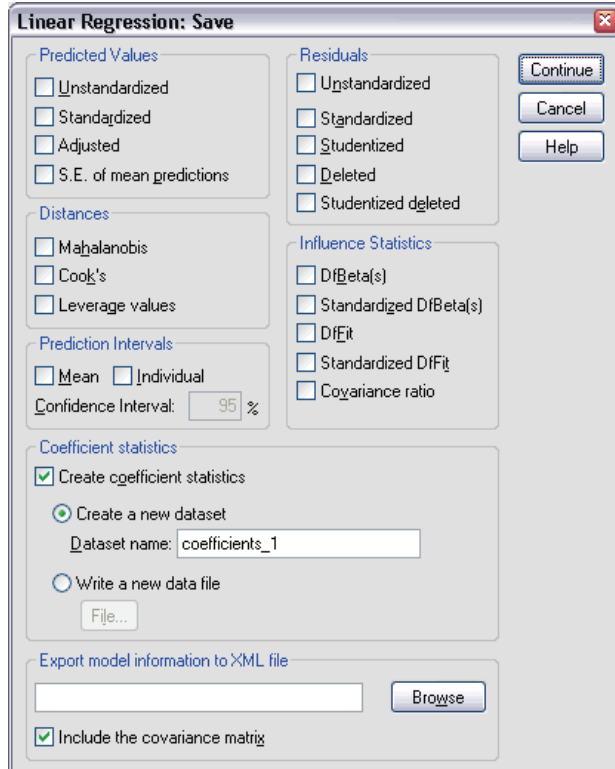 Linear Regression: Save
Predicted Values
Unstandardized
Standardized
Adjusted
S.E. of mean predictions
Distances
Mahalanobis
Cook's
Leverage values
Prediction Intervals
Mean Individual
Confidence Interval: 95 %
Residuals
Unstandardized
Standardized
Studentized
Deleted
Studentized deleted
Influence Statistics
DfBeta(s)
Standardized DfBeta(s)
DfFit
Standardized DfFit
Covariance ratio
Continue
Cancel
Help
Coefficient statistics
Create coefficient statistics
Create a new dataset
Dataset name: coefficients_1
Write a new data file
File...
Export model information to XML file
Browse
Include the covariance matrix